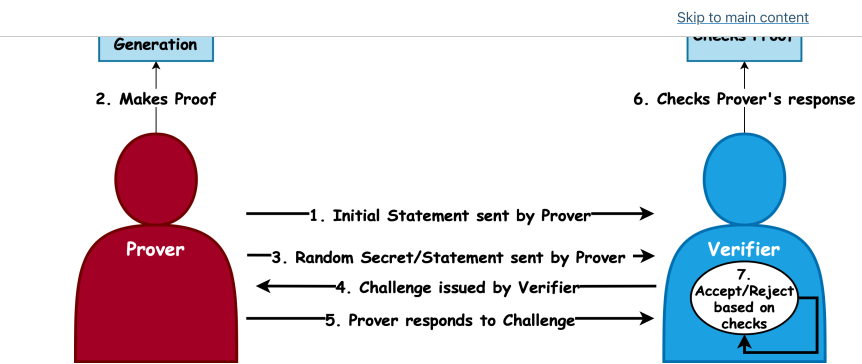 Skip to main content
Generation
Checks Proof
2. Makes Proof
6. Checks Prover's response
1. Initial Statement sent by Prover
Prover
Verifier
3. Random Secret/Statement sent by Prover
4. Challenge issued by Verifier
5. Prover responds to Challenge
7.
Accept/Reject
based on
checks